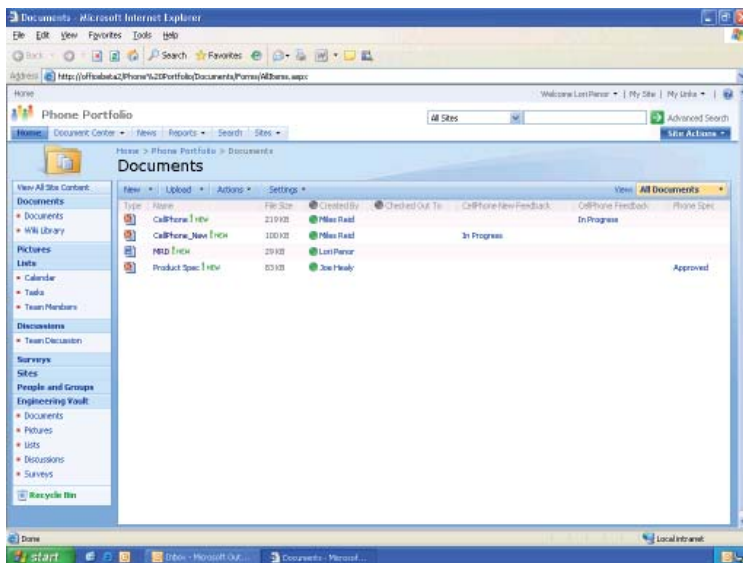 Documents - Microsoft Internet Explorer
File Edit View Favorites Tools Help
Back Search Favorites
Address http://officebeta2/Phone%20Portfolio/Documents/Forms/AllItems.aspx
Home Welcome Lori Penor | My Site | My Links |
Phone Portfolio All Sites Advanced Search
Home Document Center News Reports Search Sites Site Actions
Home > Phone Portfolio > Documents
Documents
View All Site Content New Upload Actions Settings View: All Documents
Documents Type Name File Size Created By Checked Out To CellPhone New Feedback CellPhone Feedback Phone Spec
Documents CellPhone ! NEW 219 KB Miles Reid In Progress
Wiki Library CellPhone_New ! NEW 100 KB Miles Reid In Progress
Pictures MRD ! NEW 29 KB Lori Penor
Lists Product Spec ! NEW 83 KB Joe Healy Approved
Calendar
Tasks
Team Members
Discussions
Team Discussion
Surveys
Sites
People and Groups
Engineering Vault
Documents
Pictures
Lists
Discussions
Surveys
Recycle Bin
Done Local intranet
start Inbox - Microsoft Out... Documents - Microsof...